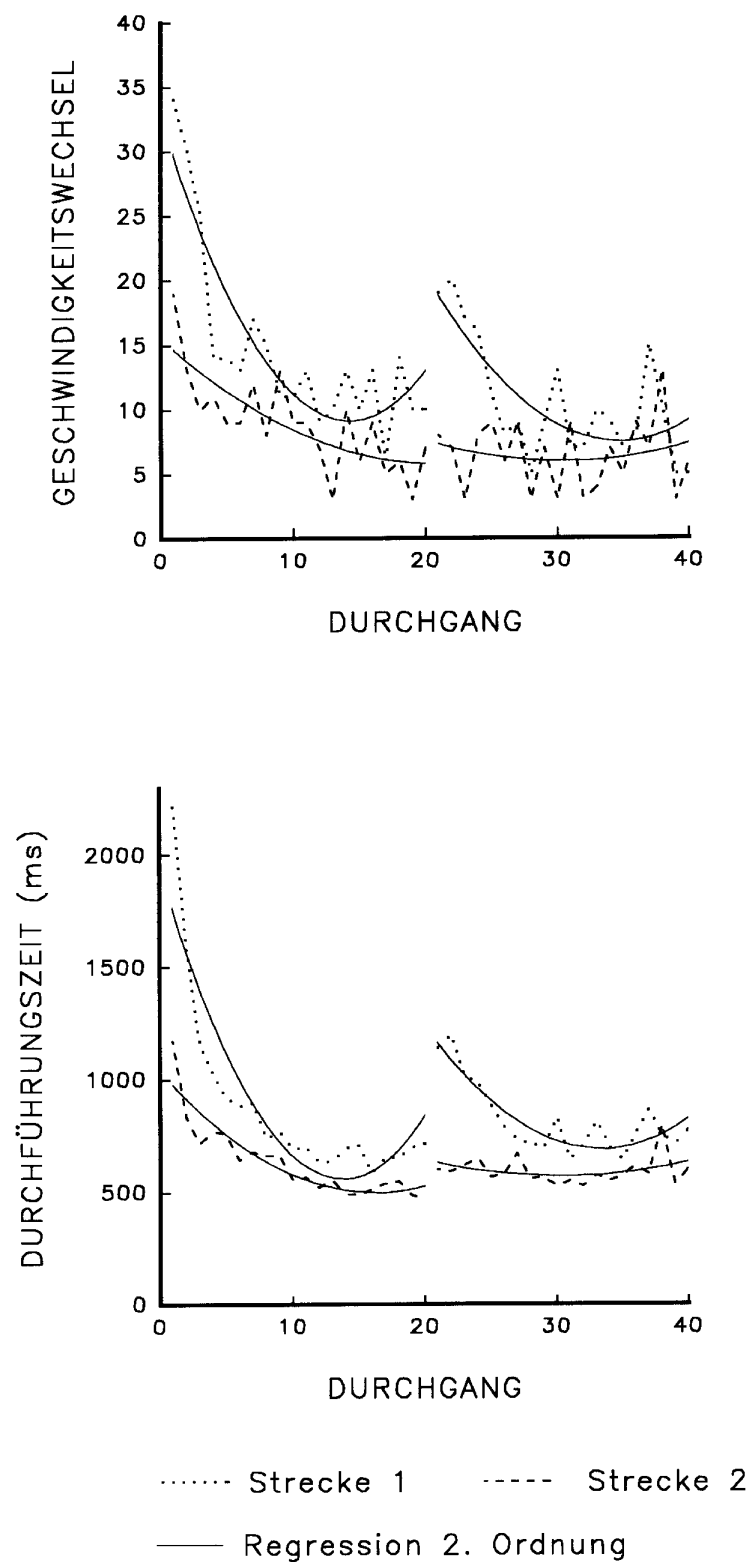 GESCHWINDIGKEITSWECHSEL
40
35
30
25
20
15
10
5
0
0 10 20 30 40
DURCHGANG
DURCHFÜHRUNGSZEIT (ms)
2000
1500
1000
500
0
0 10 20 30 40
DURCHGANG
Strecke 1 Strecke 2
Regression 2. Ordnung